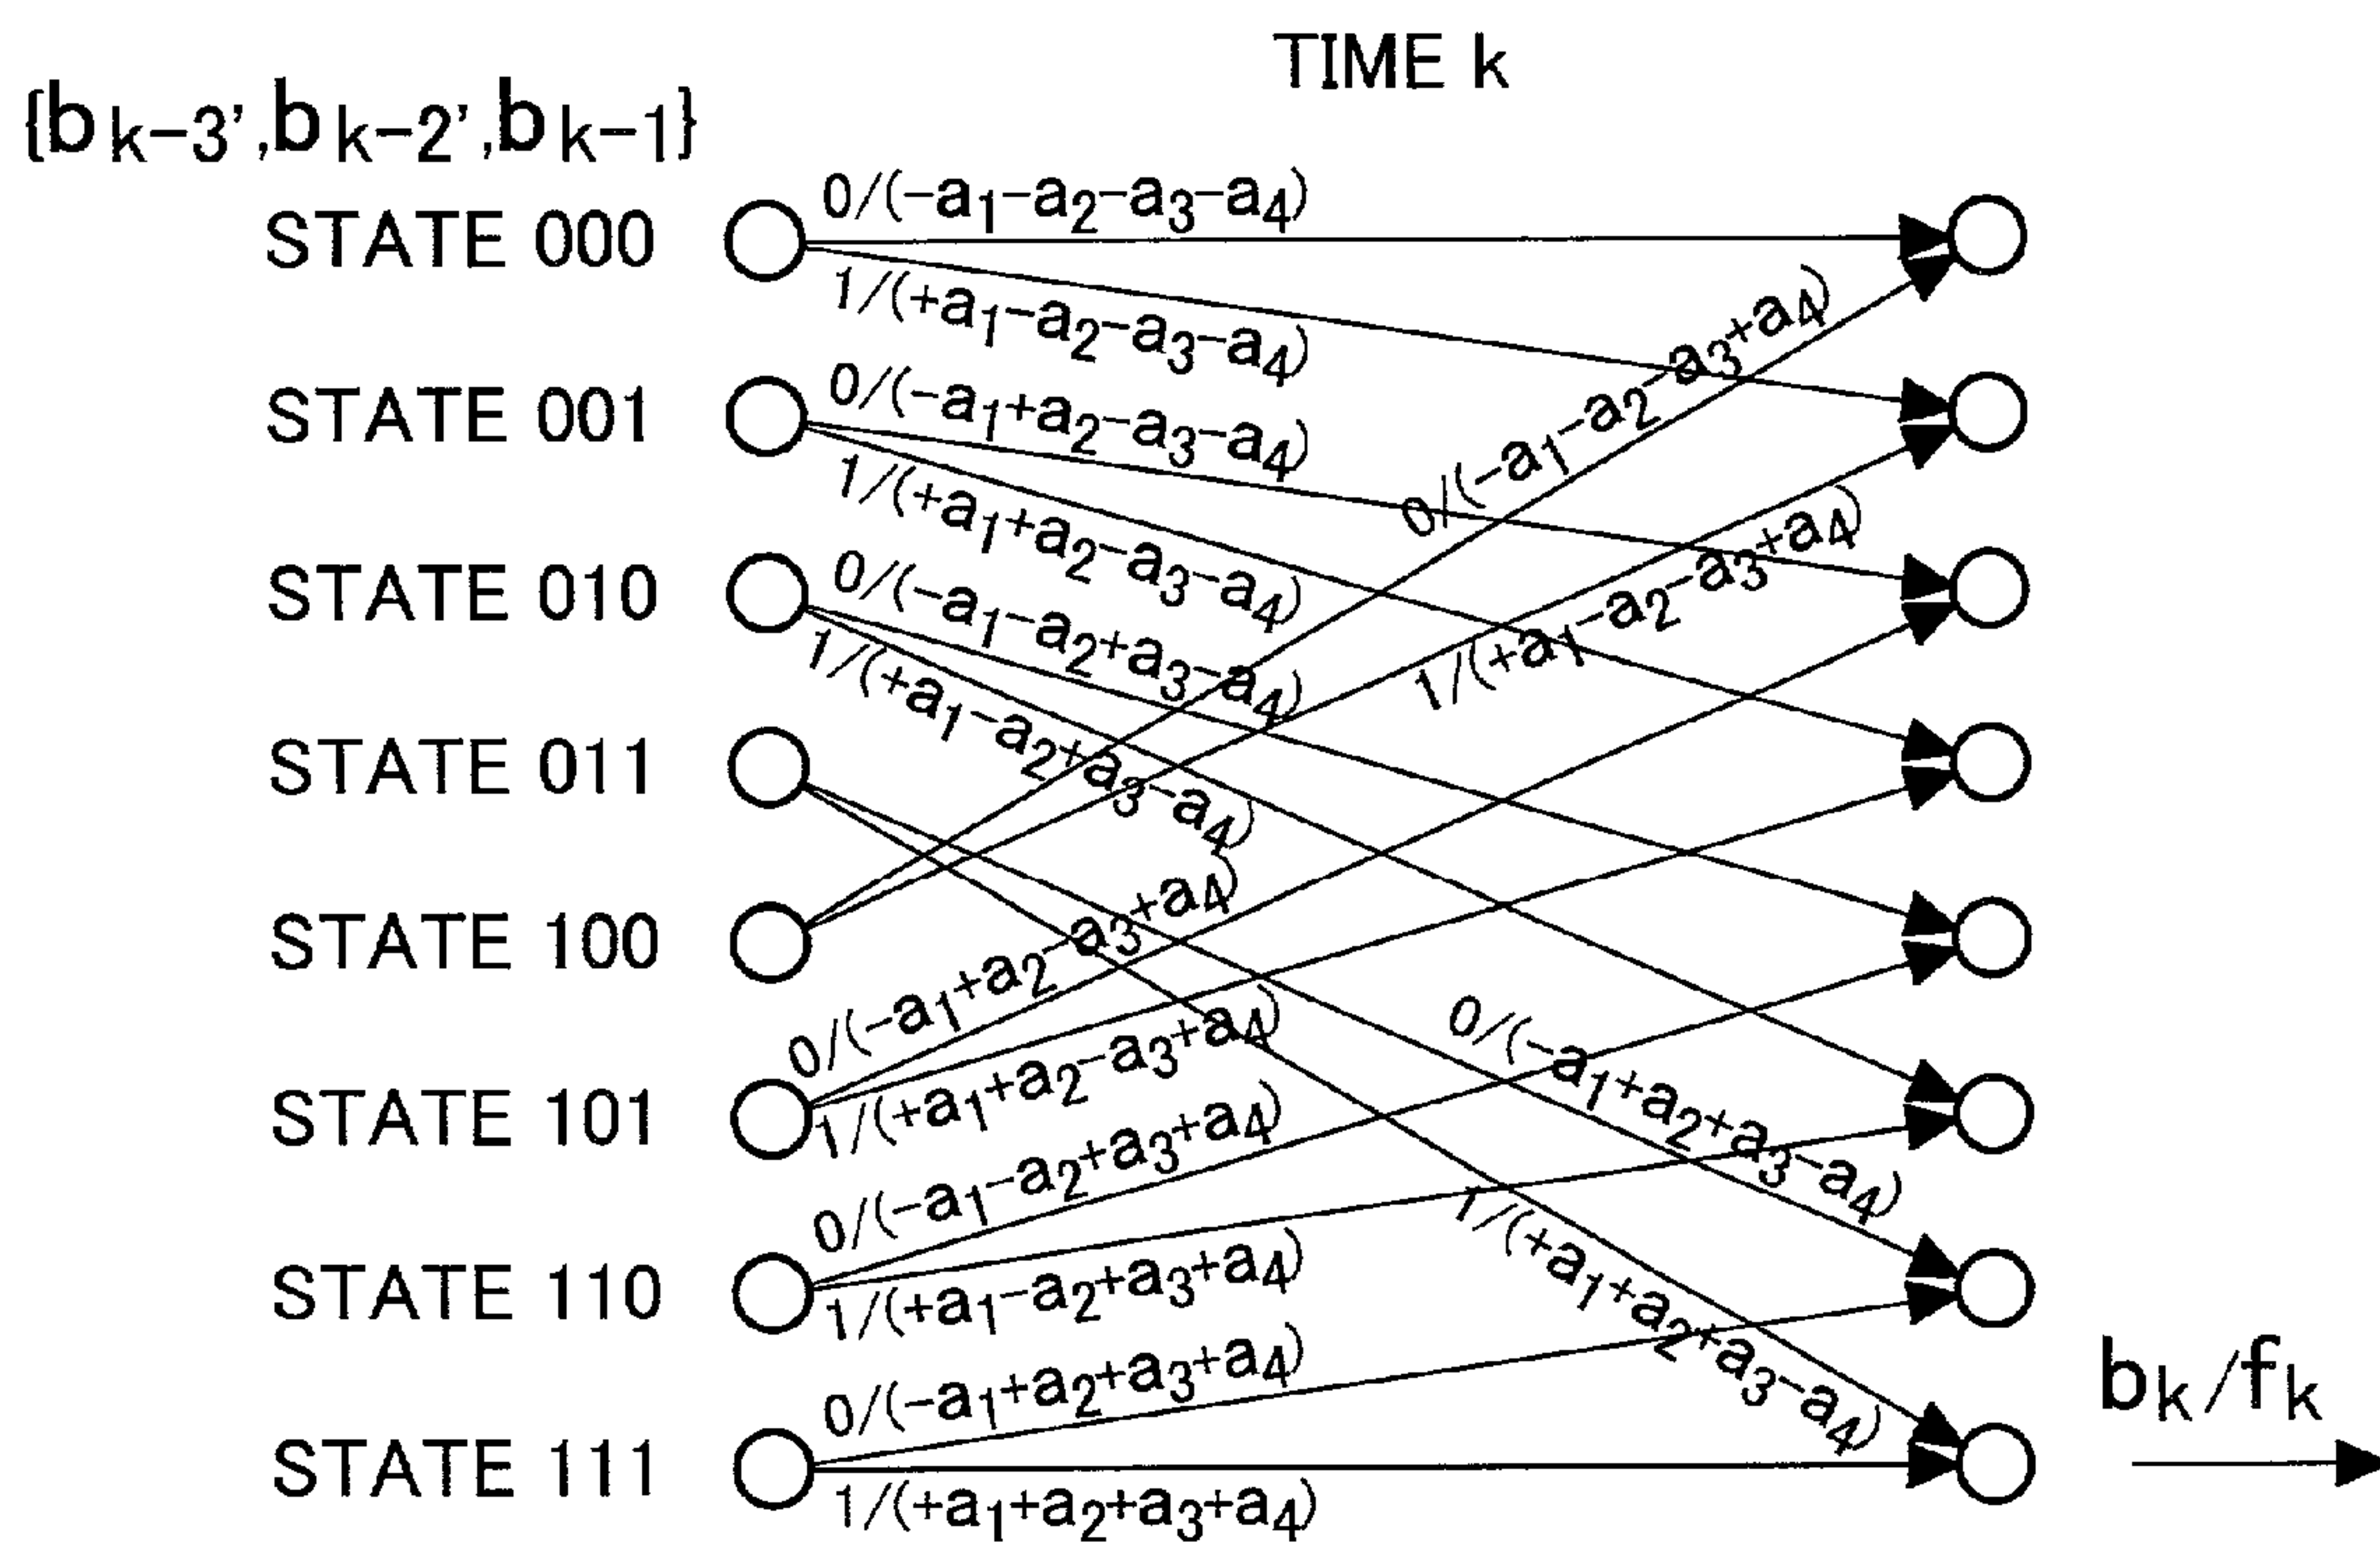 TIME k
{bk-3',bk-2',bk-1}
STATE 000
0/(-a1-a2-a3-a4)
1/(+a1-a2-a3-a4)
STATE 001
0/(-a1+a2-a3-a4)
1/(+a1+a2-a3-a4)
STATE 010
0/(-a1-a2+a3-a4)
1/(+a1-a2+a3-a4)
STATE 011
0/(-a1+a2+a3-a4)
1/(+a1+a2+a3-a4)
STATE 100
0/(-a1-a2-a3+a4)
1/(+a1-a2-a3+a4)
STATE 101
0/(-a1+a2-a3+a4)
1/(+a1+a2-a3+a4)
STATE 110
0/(-a1-a2+a3+a4)
1/(+a1-a2+a3+a4)
STATE 111
0/(-a1+a2+a3+a4)
1/(+a1+a2+a3+a4)
bk/fk